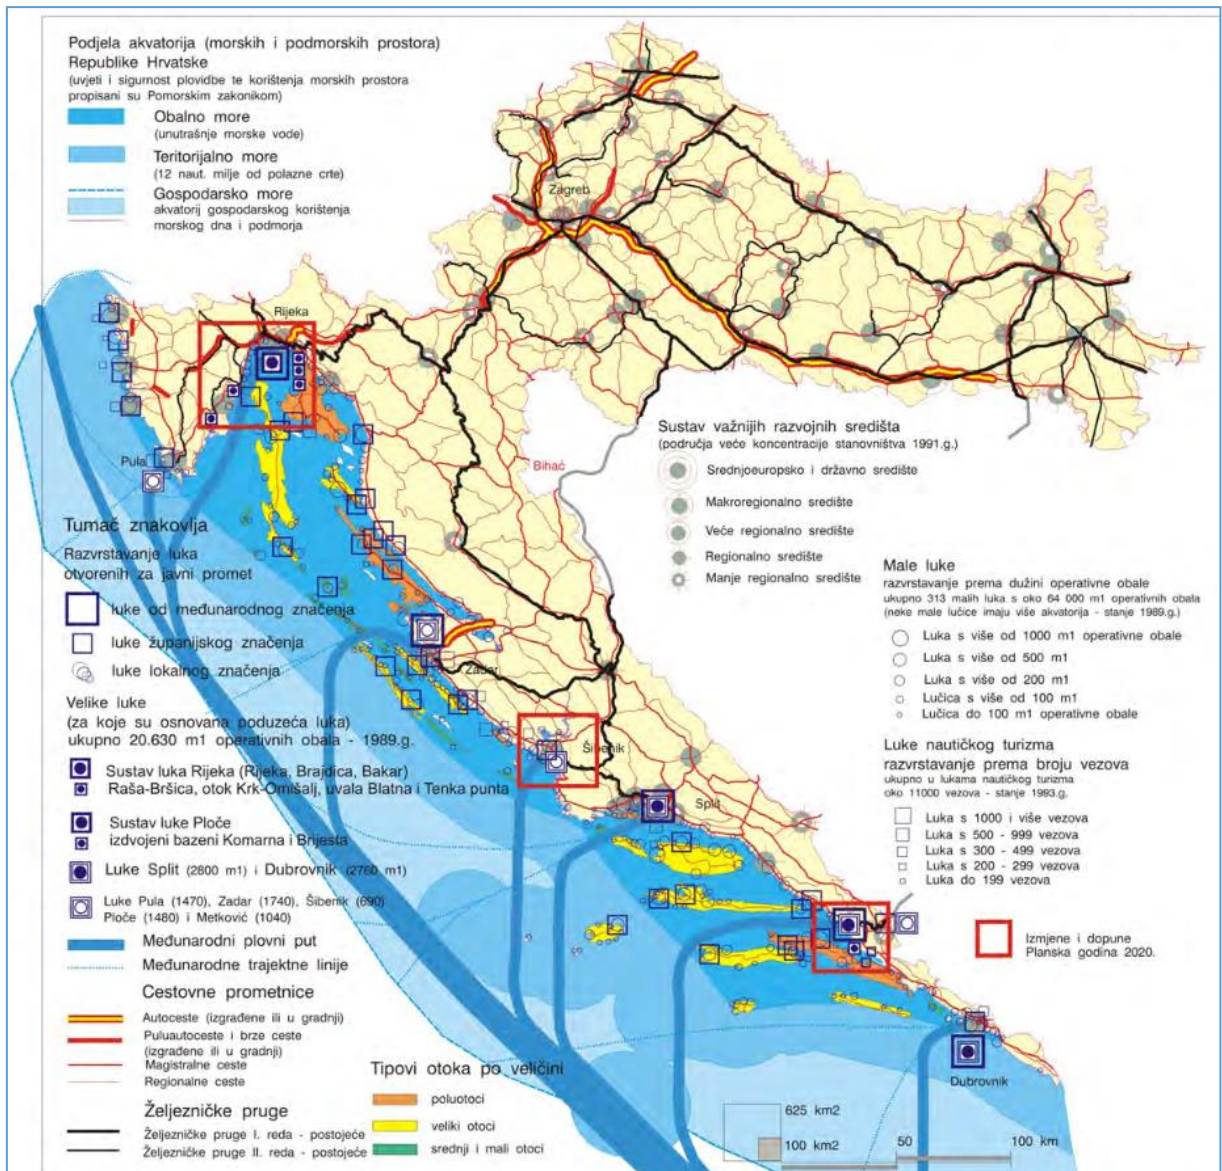 Podjela akvatorija (morskih i podmorskih prostora)
Republike Hrvatske
(uvjeti i sigurnost plovidbe te korištenja morskih prostora
propisani su Pomorskim zakonikom)
Obalno more
(unutrašnje morske vode)
Teritorijalno more
(12 naut. milje od polazne crte)
Gospodarsko more
akvatorij gospodarskog korištenja
morskog dna i podmorja
Zagreb
Rijeka
Pula
Bihać
Zadar
Šibenik
Split
Dubrovnik
Sustav važnijih razvojnih središta
(područja veće koncentracije stanovništva 1991.g.)
Srednjoeuropsko i državno središte
Makroregionalno središte
Veće regionalno središte
Regionalno središte
Manje regionalno središte
Tumač znakovlja
Razvrstavanje luka
otvorenih za javni promet
luke od međunarodnog značenja
luke županijskog značenja
luke lokalnog značenja
Velike luke
(za koje su osnovana poduzeća luka)
ukupno 20.630 m1 operativnih obala - 1989.g.
Sustav luka Rijeka (Rijeka, Brajdica, Bakar)
Raša-Bršica, otok Krk-Omišalj, uvala Blatna i Tenka punta
Sustav luke Ploče
izdvojeni bazeni Komarna i Brijesta
Luke Split (2800 m1) i Dubrovnik (2760 m1)
Luke Pula (1470), Zadar (1740), Šibenik (690)
Ploče (1480) i Metković (1040)
Međunarodni plovni put
Međunarodne trajektne linije
Cestovne prometnice
Autoceste (izgrađene ili u gradnji)
Puluautoceste i brze ceste
(izgrađene ili u gradnji)
Magistralne ceste
Regionalne ceste
Željezničke pruge
Željezničke pruge I. reda - postojeće
Željezničke pruge II. reda - postojeće
Tipovi otoka po veličini
poluotoci
veliki otoci
srednji i mali otoci
Male luke
razvrstavanje prema dužini operativne obale
ukupno 313 malih luka s oko 64 000 m1 operativnih obala
(neke male lučice imaju više akvatorija - stanje 1989.g.)
Luka s više od 1000 m1 operativne obale
Luka s više od 500 m1
Luka s više od 200 m1
Lučica s više od 100 m1
Lučica do 100 m1 operativne obale
Luke nautičkog turizma
razvrstavanje prema broju vezova
ukupno u lukama nautičkog turizma
oko 11000 vezova - stanje 1993.g.
Luka s 1000 i više vezova
Luka s 500 - 999 vezova
Luka s 300 - 499 vezova
Luka s 200 - 299 vezova
Luka do 199 vezova
Izmjene i dopune
Planska godina 2020.
625 km2
100 km2
50
100 km